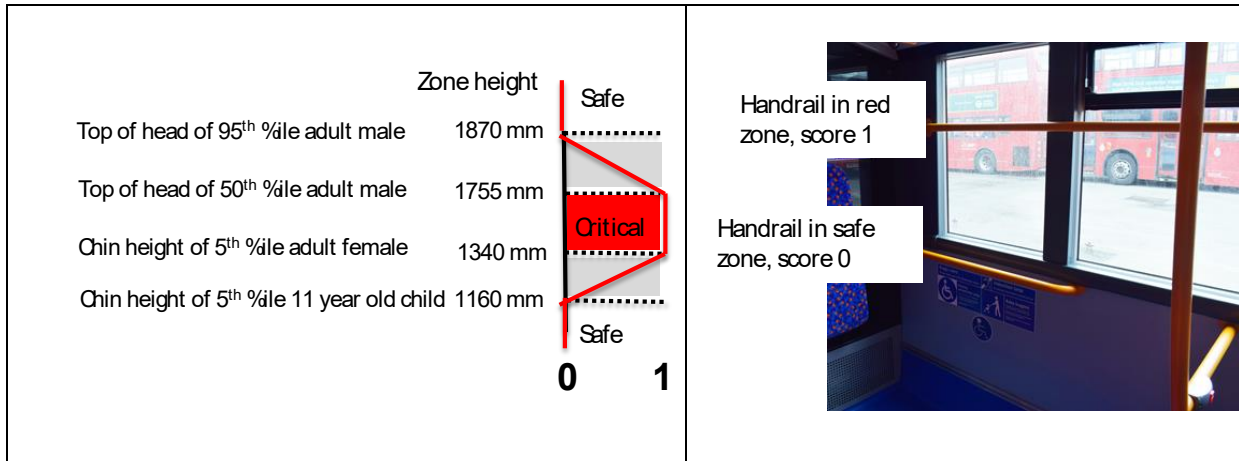 Zone height
Safe
Top of head of 95th %ile adult male 1870 mm
Top of head of 50th %ile adult male 1755 mm
Critical
Chin height of 5th %ile adult female 1340 mm
Chin height of 5th %ile 11 year old child 1160 mm
Safe
0 1
Handrail in red
zone, score 1
Handrail in safe
zone, score 0